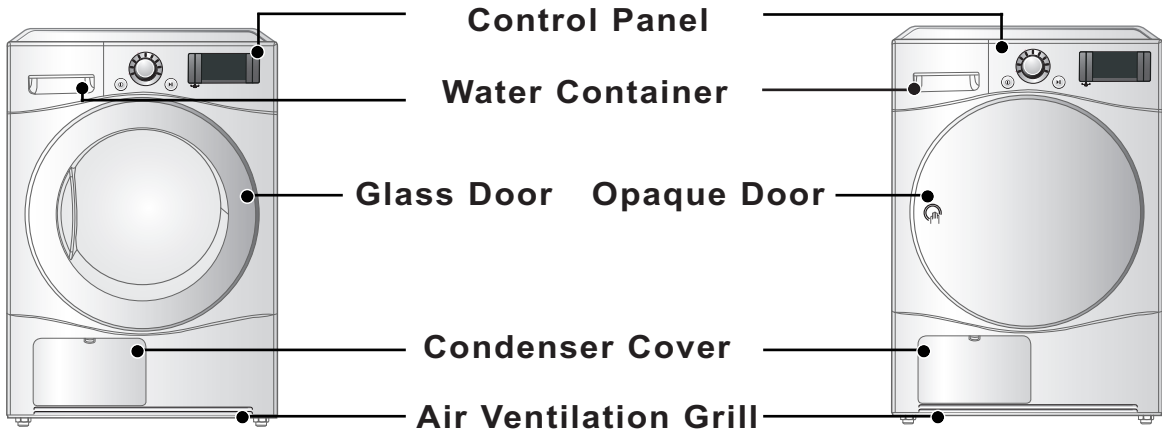 Control Panel
Water Container
Glass Door Opaque Door
Condenser Cover
Air Ventilation Grill